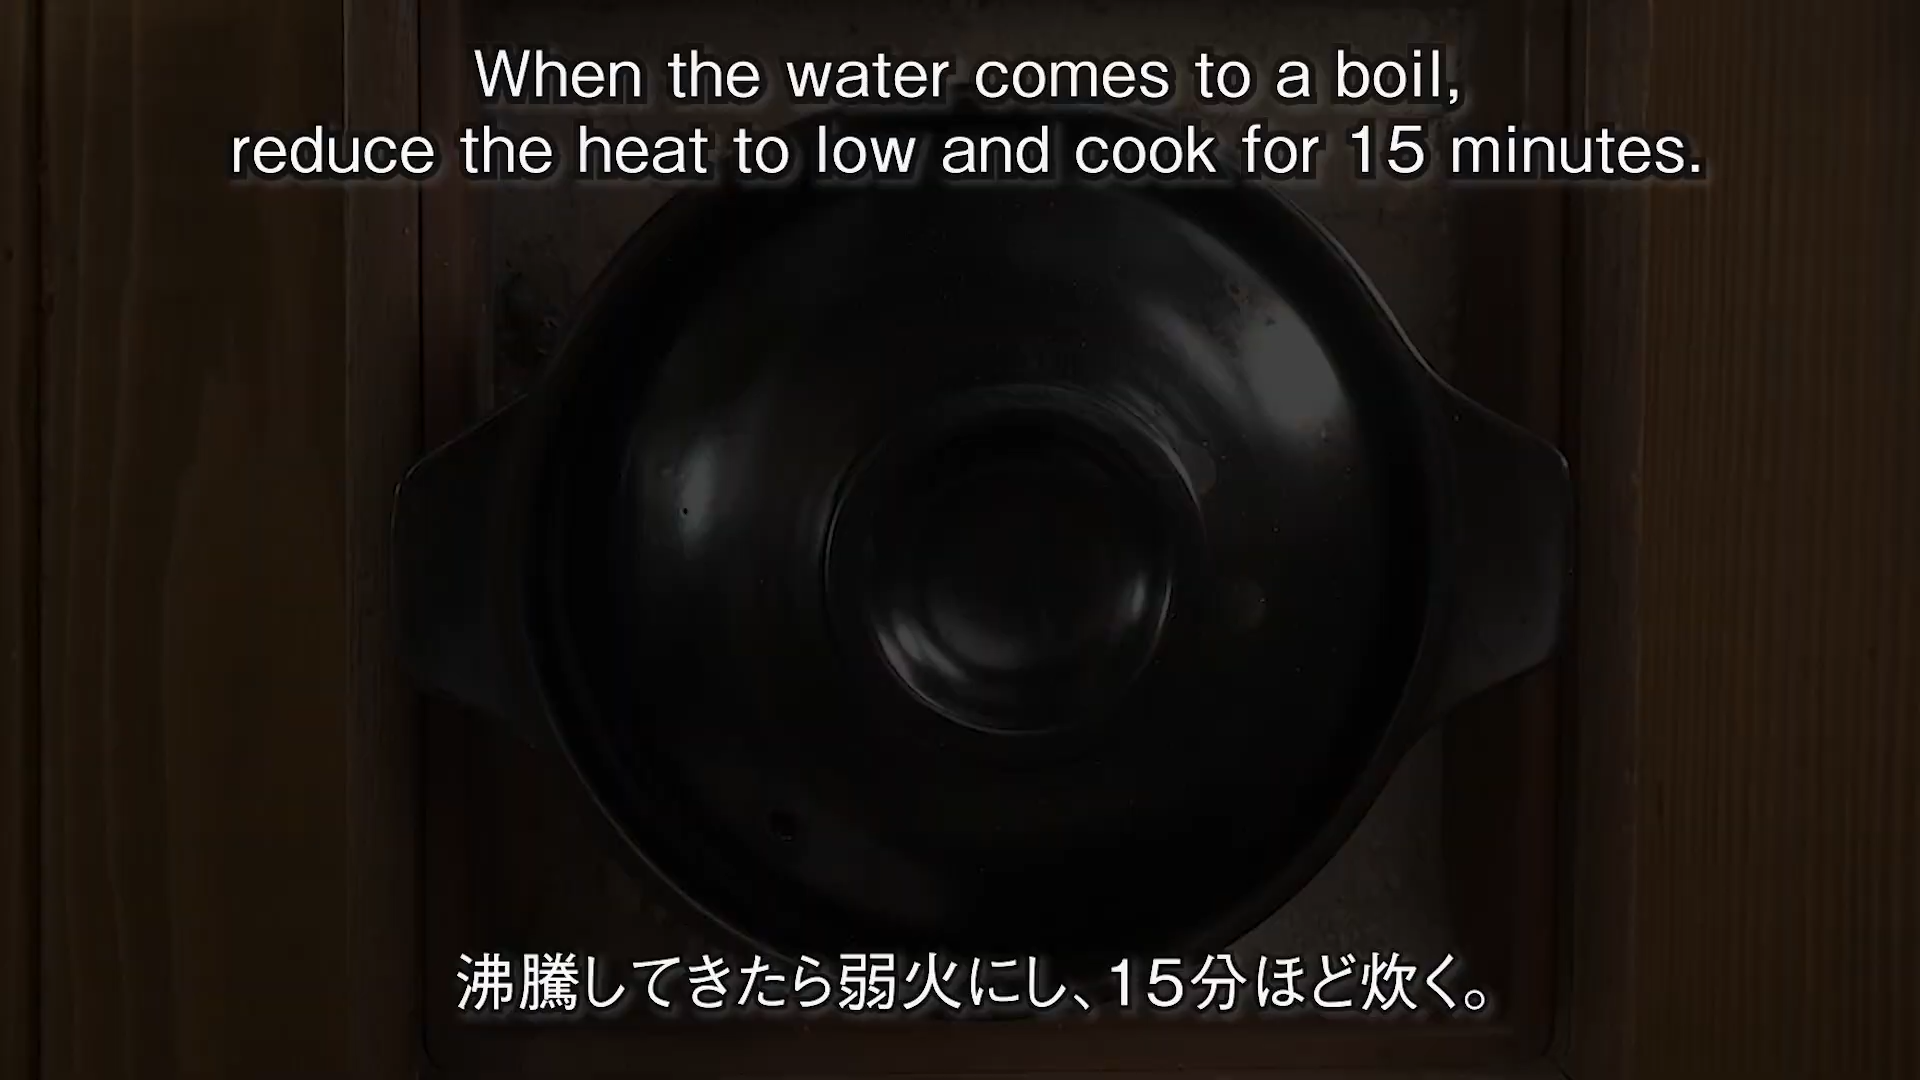 When the water comes to a boil,
reduce the heat to low and cook for 15 minutes.
沸騰してきたら弱火にし、15分ほど炊く。